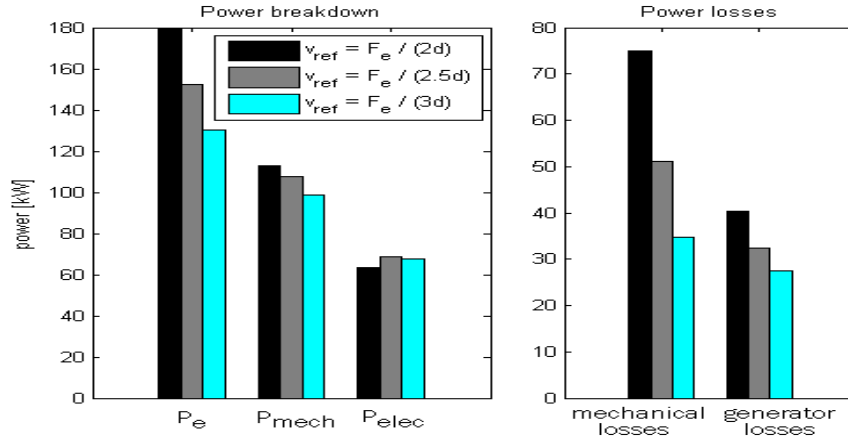 Power breakdown
180
160
140
120
100
80
60
40
20
0
power [kW]
v_ref = F_e / (2d)
v_ref = F_e / (2.5d)
v_ref = F_e / (3d)
P_e
P_mech
P_elec
Power losses
80
70
60
50
40
30
20
10
0
mechanical
losses
generator
losses